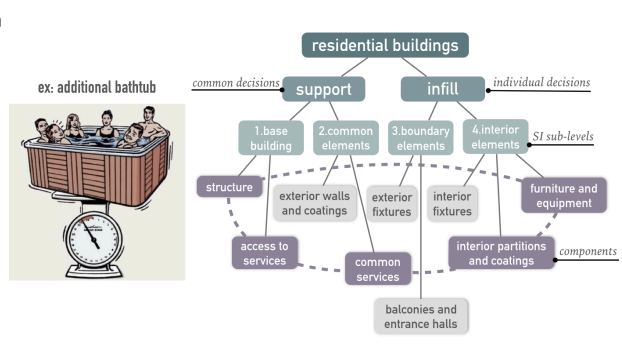 residential buildings
ex: additional bathtub
common decisions
support
infill
individual decisions
1.base
building
2.common
elements
3.boundary
elements
4.interior
elements
SI sub-levels
structure
exterior walls
and coatings
exterior
fixtures
interior
fixtures
furniture and
equipment
access to
services
common
services
interior partitions
and coatings
components
balconies and
entrance halls